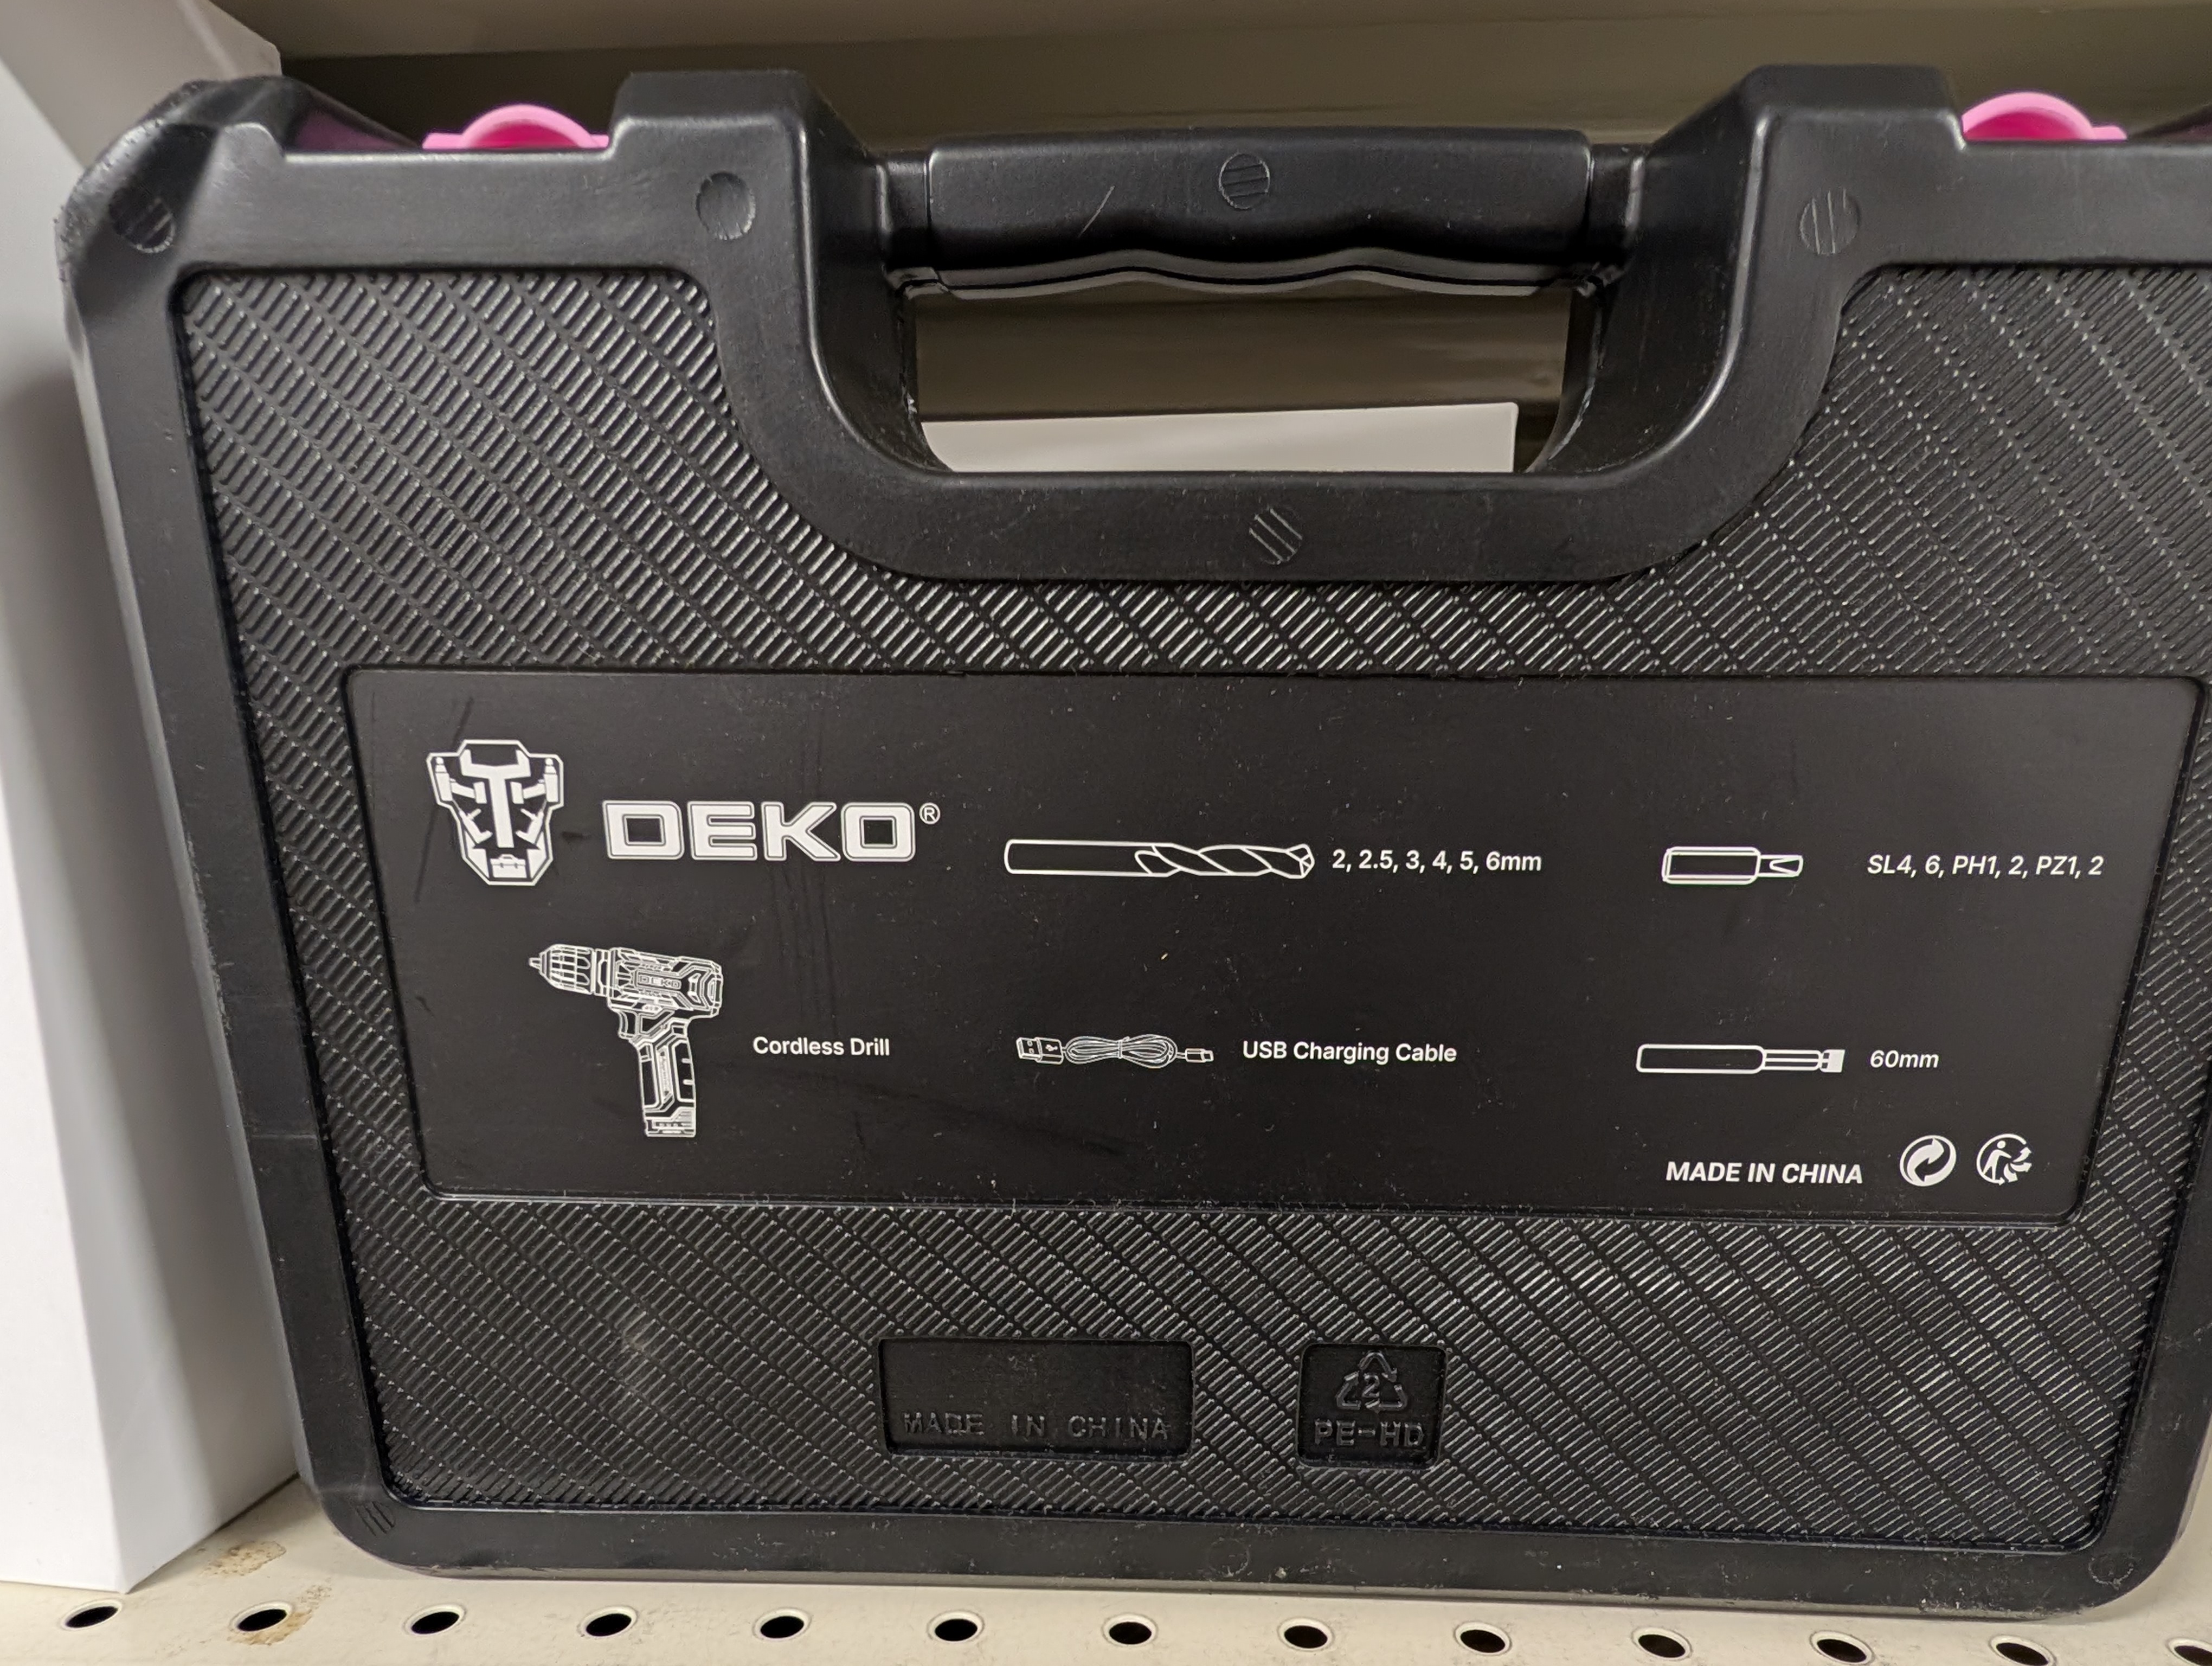 DEKO®
2, 2.5, 3, 4, 5, 6mm
SL4, 6, PH1, 2, PZ1, 2
DEKO
Cordless Drill
USB Charging Cable
60mm
MADE IN CHINA
MADE IN CHINA
2
PE-HD